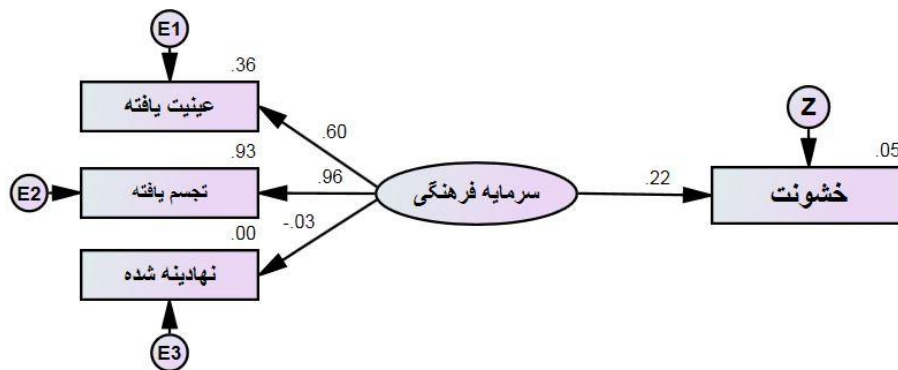 E1
.36
عینیت یافته
.60
Z
.05
.93
E2
تجسم یافته
.96
سرمایه فرهنگی
.22
خشونت
.00
-.03
نهادینه شده
E3